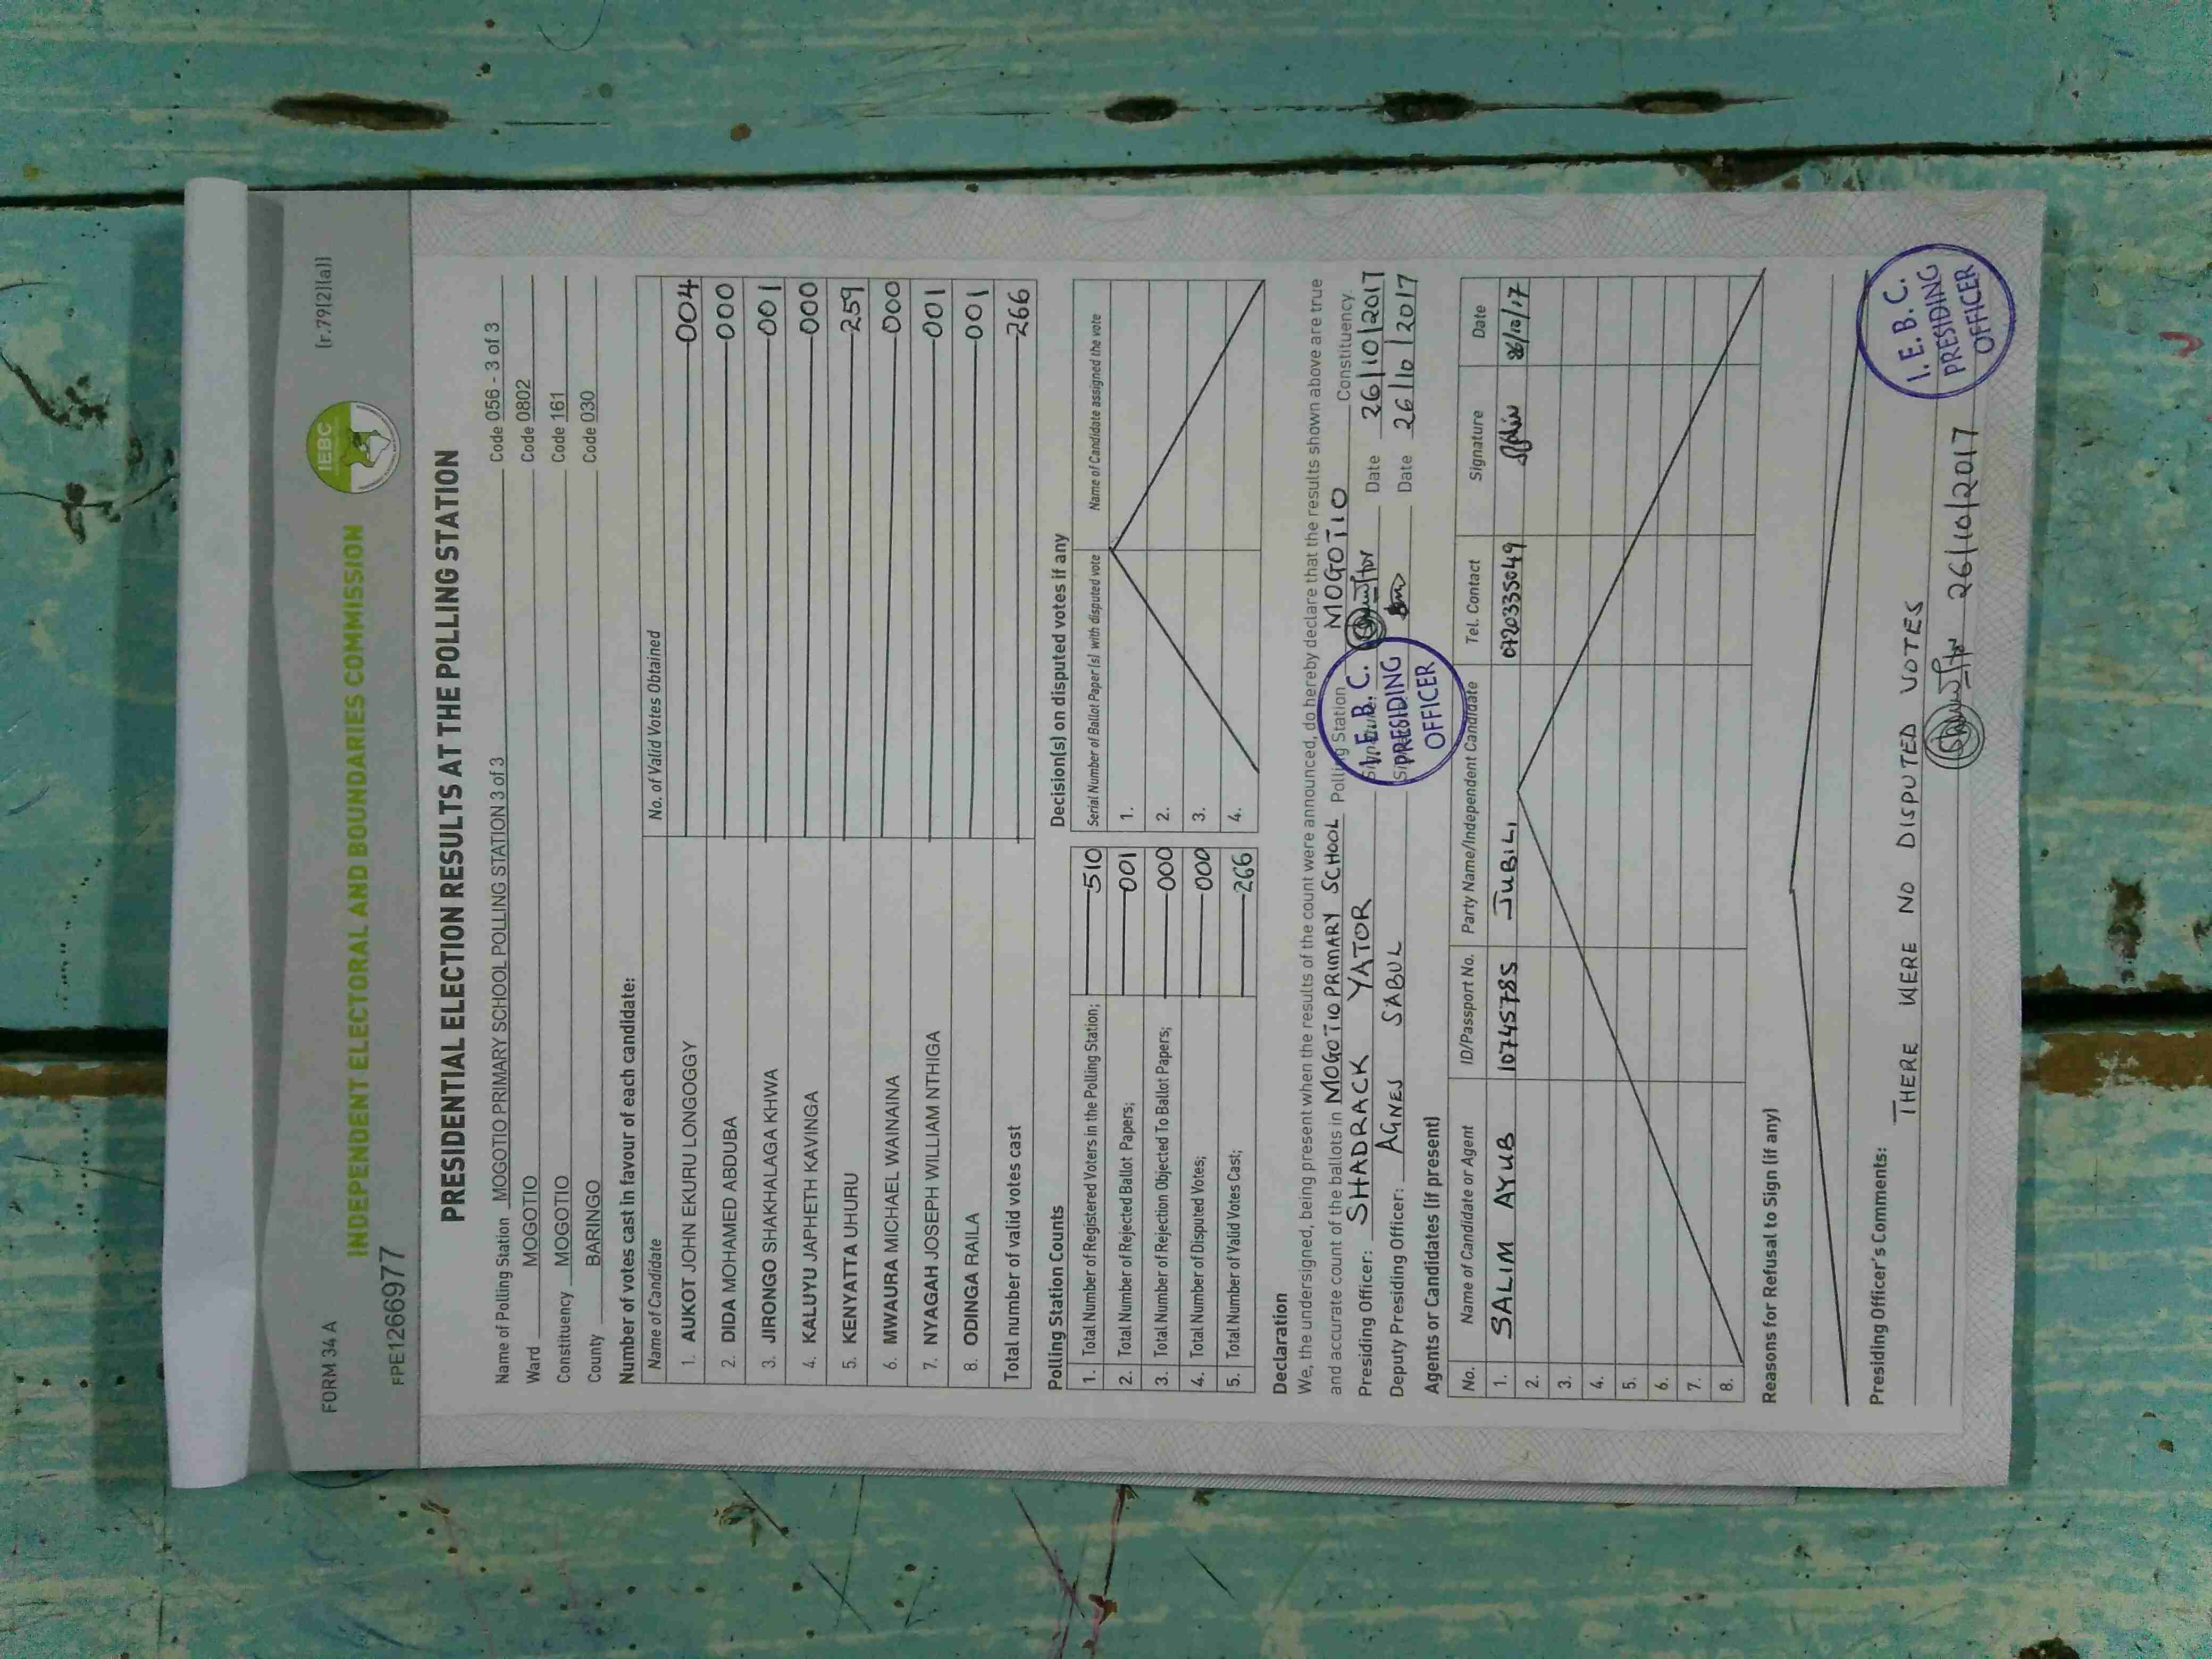 FORM 34 A
[r.79(2)(a)]
IEBC
INDEPENDENT ELECTORAL AND BOUNDARIES COMMISSION
FPE1266977
PRESIDENTIAL ELECTION RESULTS AT THE POLLING STATION
Name of Polling Station MOGOTIO PRIMARY SCHOOL POLLING STATION 3 of 3 Code 056 - 3 of 3
Ward MOGOTIO Code 0802
Constituency MOGOTIO Code 161
County BARINGO Code 030
Number of votes cast in favour of each candidate:
Name of Candidate No. of Valid Votes Obtained
1. AUKOT JOHN EKURU LONGOGGY 004
2. DIDA MOHAMED ABDUBA 000
3. JIRONGO SHAKHALAGA KHWA 001
4. KALUYU JAPHETH KAVINGA 000
5. KENYATTA UHURU 259
6. MWAURA MICHAEL WAINAINA 000
7. NYAGAH JOSEPH WILLIAM NTHIGA 001
8. ODINGA RAILA 001
Total number of valid votes cast 266
Polling Station Counts
1. Total Number of Registered Voters in the Polling Station; 510
2. Total Number of Rejected Ballot Papers; 001
3. Total Number of Rejection Objected To Ballot Papers; 000
4. Total Number of Disputed Votes; 000
5. Total Number of Valid Votes Cast; 266
Decision(s) on disputed votes if any
Serial Number of Ballot Paper(s) with disputed vote Name of Candidate assigned the vote
1.
2.
3.
4.
Declaration
We, the undersigned, being present when the results of the count were announced, do hereby declare that the results shown above are true
and accurate count of the ballots in MOGOTIO PRIMARY SCHOOL Polling Station MOGOTIO Constituency.
Presiding Officer: SHADRACK YATOR Date 26/10/2017
Deputy Presiding Officer: AGNES SABUL Date 26/10/2017
I.E.B.C.
PRESIDING
OFFICER
Agents or Candidates (if present)
No. Name of Candidate or Agent ID/Passport No. Party Name/Independent Candidate Tel. Contact Signature Date
1. SALIM AYUB 10745785 JUBILI 0720335049 26/10/17
2.
3.
4.
5.
6.
7.
8.
Reasons for Refusal to Sign (if any)
Presiding Officer's Comments:
THERE WERE NO DISPUTED VOTES
26/10/2017
I.E.B.C.
PRESIDING
OFFICER